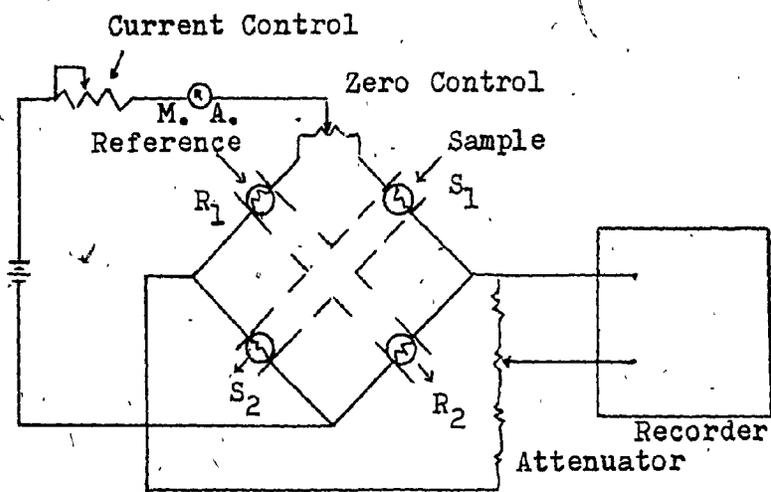 Current Control
Zero Control
M. A.
Reference
Sample
R1
S1
S2
R2
Recorder
Attenuator